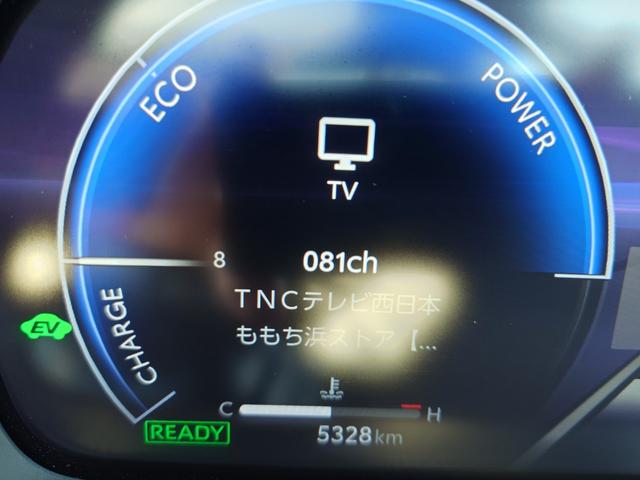 ECO
POWER
TV
8
081ch
TNCテレビ西日本
ももち浜ストア【…
EV
CHARGE
C
H
READY
5328km